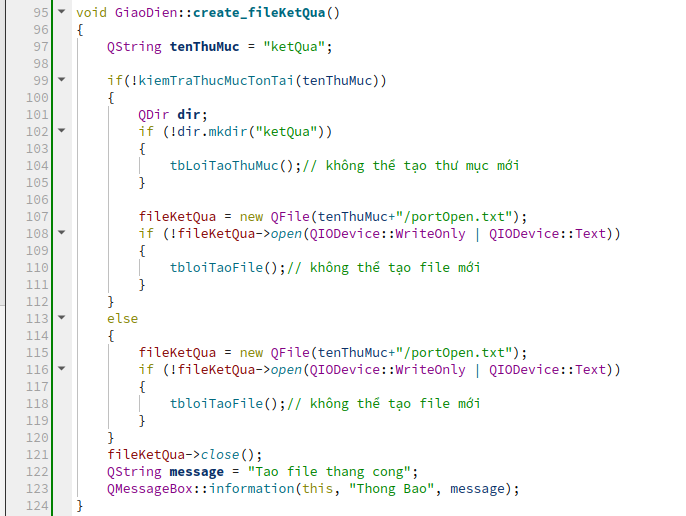 95 void GiaoDien::create_fileKetQua()
96 {
97 QString tenThuMuc = "ketQua";
98
99 if(!kiemTraThucMucTonTai(tenThuMuc))
100 {
101 QDir dir;
102 if (!dir.mkdir("ketQua"))
103 {
104 tbLoiTaoThuMuc();// không thể tạo thư mục mới
105 }
106
107 fileKetQua = new QFile(tenThuMuc+"/portOpen.txt");
108 if (!fileKetQua->open(QIODevice::WriteOnly | QIODevice::Text))
109 {
110 tbloiTaoFile();// không thể tạo file mới
111 }
112 }
113 else
114 {
115 fileKetQua = new QFile(tenThuMuc+"/portOpen.txt");
116 if (!fileKetQua->open(QIODevice::WriteOnly | QIODevice::Text))
117 {
118 tbloiTaoFile();// không thể tạo file mới
119 }
120 }
121 fileKetQua->close();
122 QString message = "Tao file thang cong";
123 QMessageBox::information(this, "Thong Bao", message);
124 }